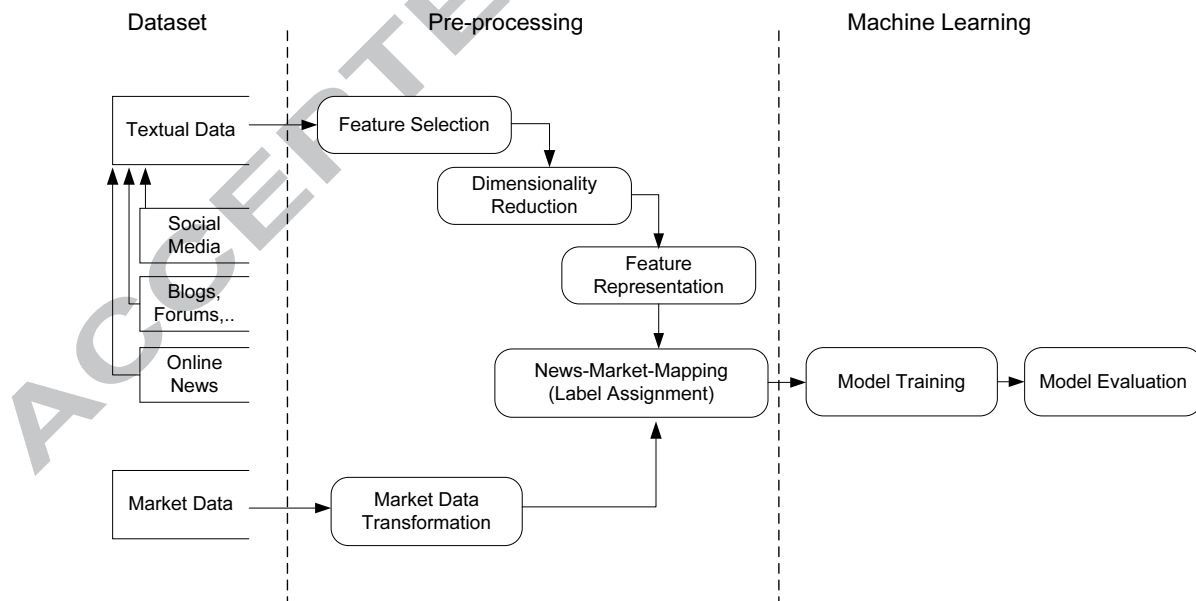 Dataset
Pre-processing
Machine Learning
Textual Data
Feature Selection
Dimensionality
Reduction
Social
Media
Feature
Representation
Blogs,
Forums,..
Online
News
News-Market-Mapping
(Label Assignment)
Model Training
Model Evaluation
Market Data
Market Data
Transformation
ACCEPTE